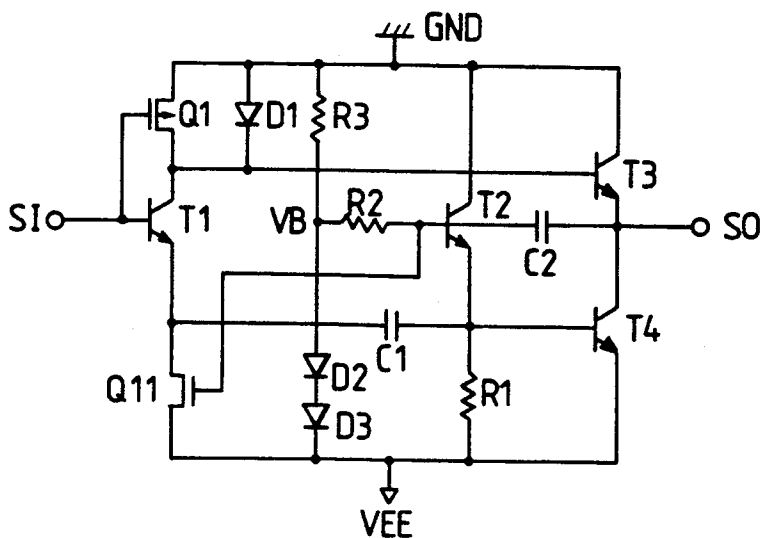 GND
Q1
D1
R3
T3
SI
T1
VB
R2
T2
SO
C2
T4
C1
Q11
D2
R1
D3
VEE